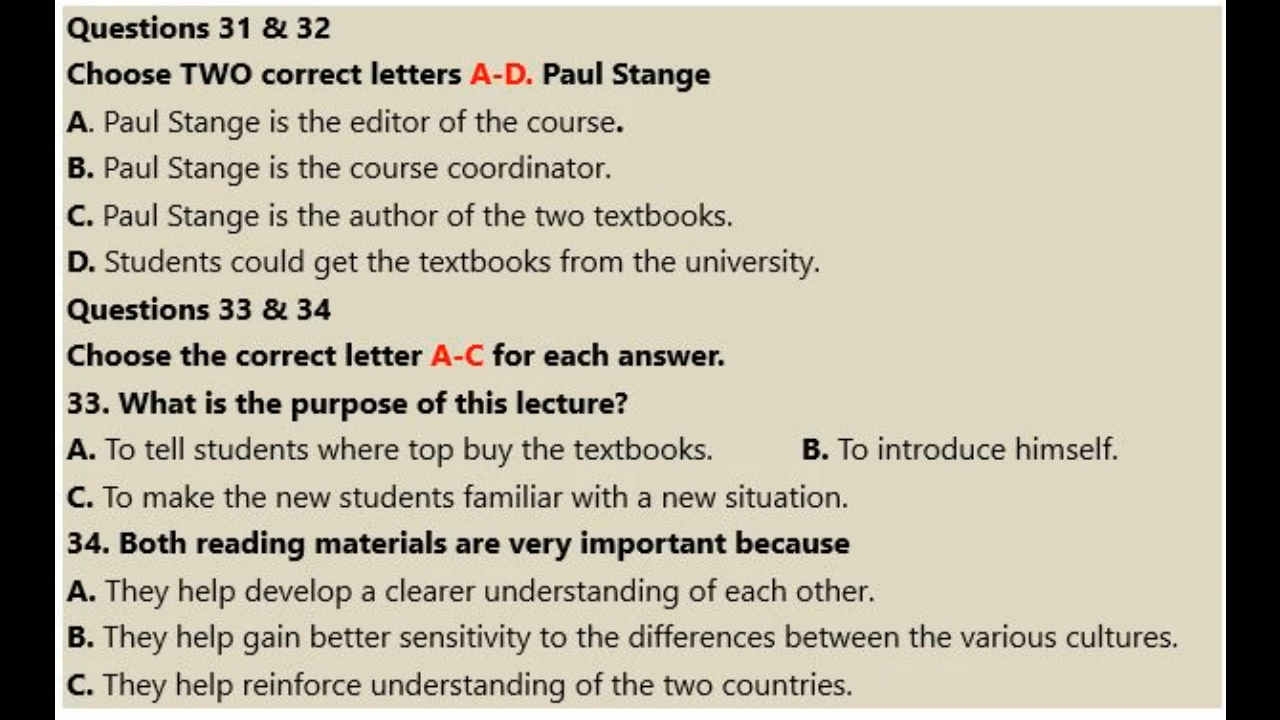 Questions 31 & 32
Choose TWO correct letters A-D. Paul Stange
A. Paul Stange is the editor of the course.
B. Paul Stange is the course coordinator.
C. Paul Stange is the author of the two textbooks.
D. Students could get the textbooks from the university.
Questions 33 & 34
Choose the correct letter A-C for each answer.
33. What is the purpose of this lecture?
A. To tell students where top buy the textbooks. B. To introduce himself.
C. To make the new students familiar with a new situation.
34. Both reading materials are very important because
A. They help develop a clearer understanding of each other.
B. They help gain better sensitivity to the differences between the various cultures.
C. They help reinforce understanding of the two countries.